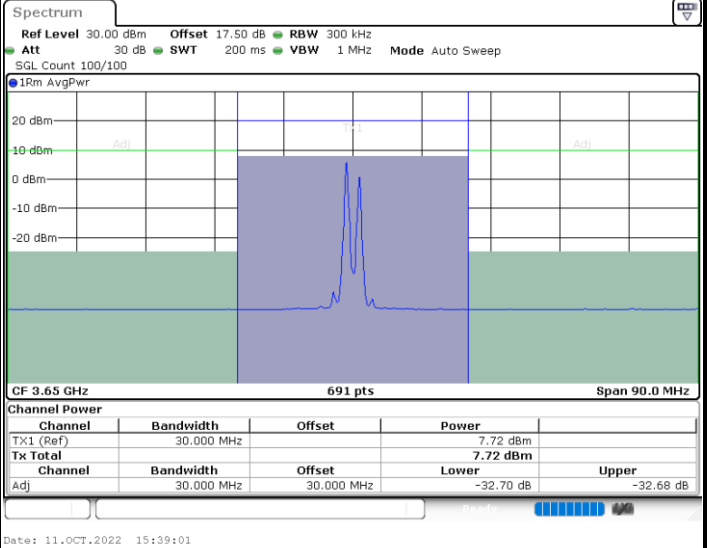 Spectrum
Ref Level 30.00 dBm Offset 17.50 dB RBW 300 kHz
Att 30 dB SWT 200 ms VBW 1 MHz Mode Auto Sweep
SGL Count 100/100
1Rm AvgPwr
20 dBm
TX1
Adj
Adj
10 dBm
0 dBm
-10 dBm
-20 dBm
CF 3.65 GHz 691 pts Span 90.0 MHz
Channel Power
Channel Bandwidth Offset Power
TX1 (Ref) 30.000 MHz 7.72 dBm
Tx Total 7.72 dBm
Channel Bandwidth Offset Lower Upper
Adj 30.000 MHz 30.000 MHz -32.70 dB -32.68 dB
Ready
Date: 11.OCT.2022 15:39:01